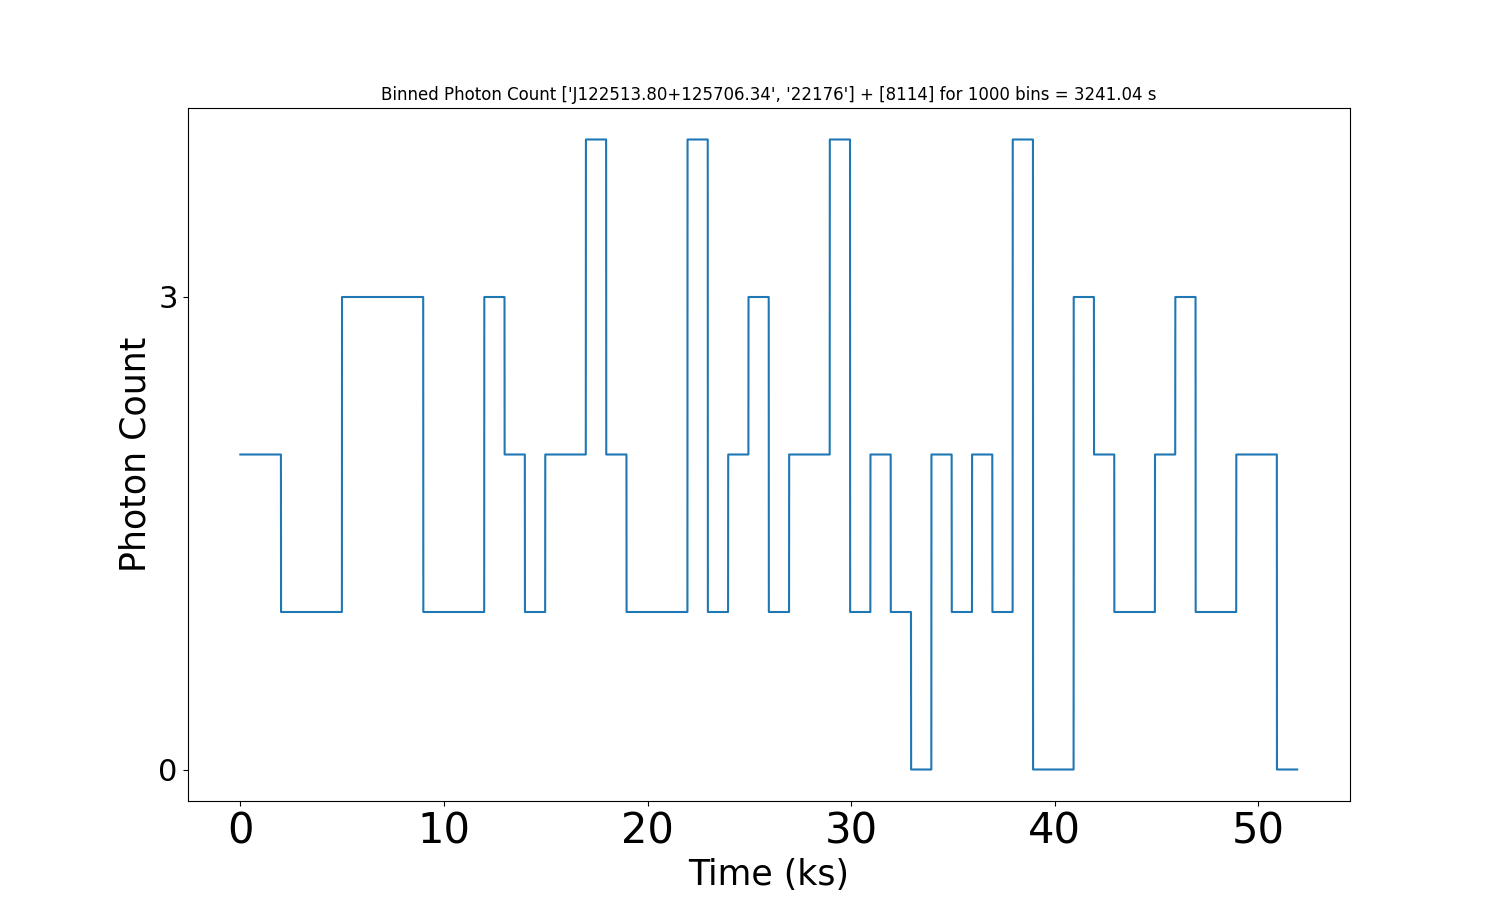 Binned Photon Count ['J122513.80+125706.34', '22176'] + [8114] for 1000 bins = 3241.04 s
Photon Count
3
0
0 10 20 30 40 50
Time (ks)